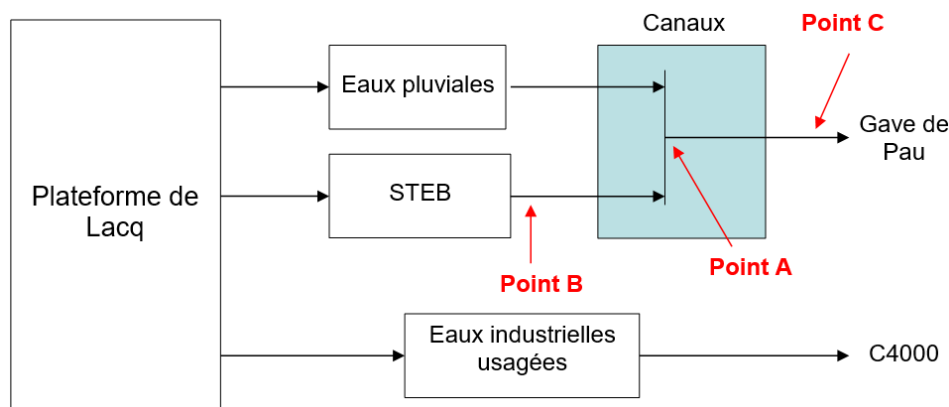 Canaux
Point C
Eaux pluviales
Gave de
Pau
Plateforme de
Lacq
STEB
Point A
Point B
Eaux industrielles
usagées
C4000